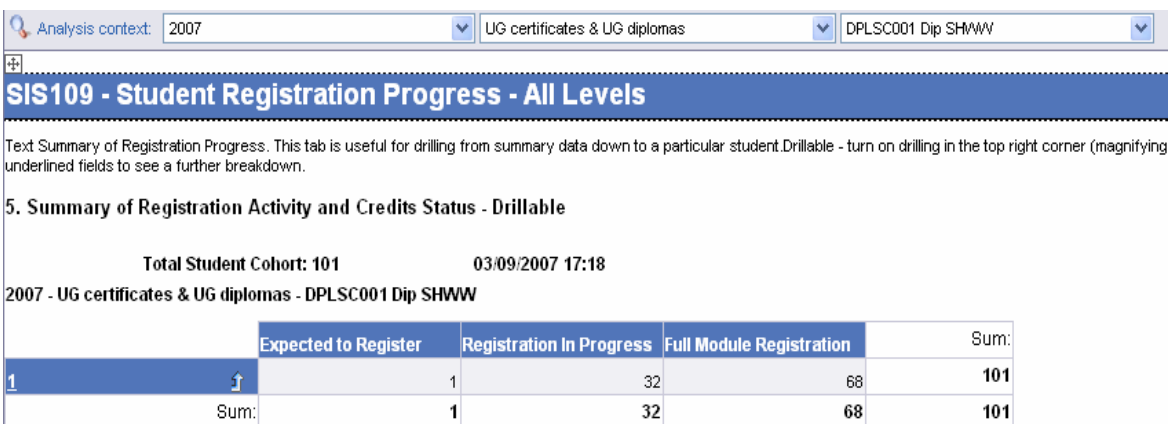 Analysis context: 2007 UG certificates & UG diplomas DPLSC001 Dip SHWW
SIS109 - Student Registration Progress - All Levels
Text Summary of Registration Progress. This tab is useful for drilling from summary data down to a particular student.Drillable - turn on drilling in the top right corner (magnifying
underlined fields to see a further breakdown.
5. Summary of Registration Activity and Credits Status - Drillable
Total Student Cohort: 101 03/09/2007 17:18
2007 - UG certificates & UG diplomas - DPLSC001 Dip SHWW
Expected to Register Registration In Progress Full Module Registration Sum:
1 1 32 68 101
Sum: 1 32 68 101